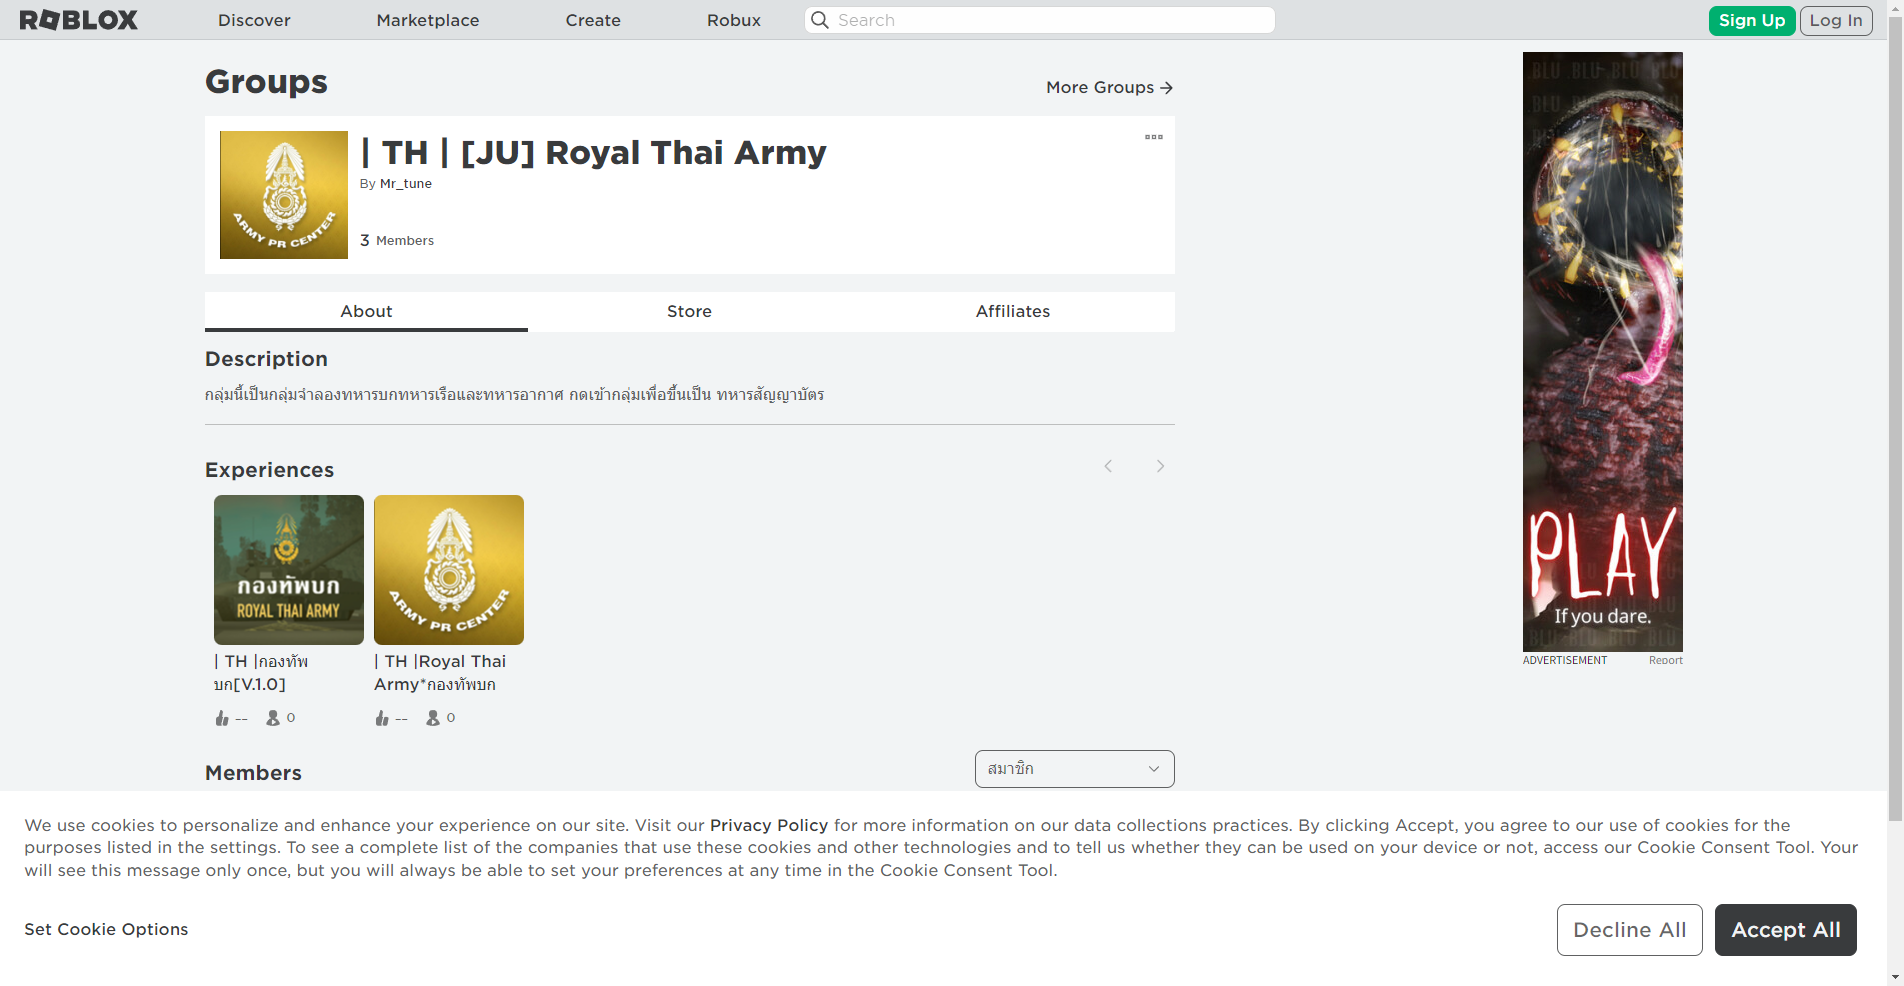 ROBLOX
Discover
Marketplace
Create
Robux
Search
Sign Up
Log In
Groups
More Groups
| TH | [JU] Royal Thai Army
By Mr_tune
3 Members
ARMY PR CENTER
About
Store
Affiliates
Description
กลุ่มนี้เป็นกลุ่มจำลองทหารบกทหารเรือและทหารอากาศ กดเข้ากลุ่มเพื่อขึ้นเป็น ทหารสัญญาบัตร
Experiences
กองทัพบก
ROYAL THAI ARMY
| TH |กองทัพ
บก[V.1.0]
-- 0
ARMY PR CENTER
| TH |Royal Thai
Army*กองทัพบก
-- 0
Members
สมาชิก
BLU BLU BLU BLU
PLAY
If you dare.
BLU BLU BLU BLU
ADVERTISEMENT
Report
We use cookies to personalize and enhance your experience on our site. Visit our Privacy Policy for more information on our data collections practices. By clicking Accept, you agree to our use of cookies for the
purposes listed in the settings. To see a complete list of the companies that use these cookies and other technologies and to tell us whether they can be used on your device or not, access our Cookie Consent Tool. Your
will see this message only once, but you will always be able to set your preferences at any time in the Cookie Consent Tool.
Set Cookie Options
Decline All
Accept All